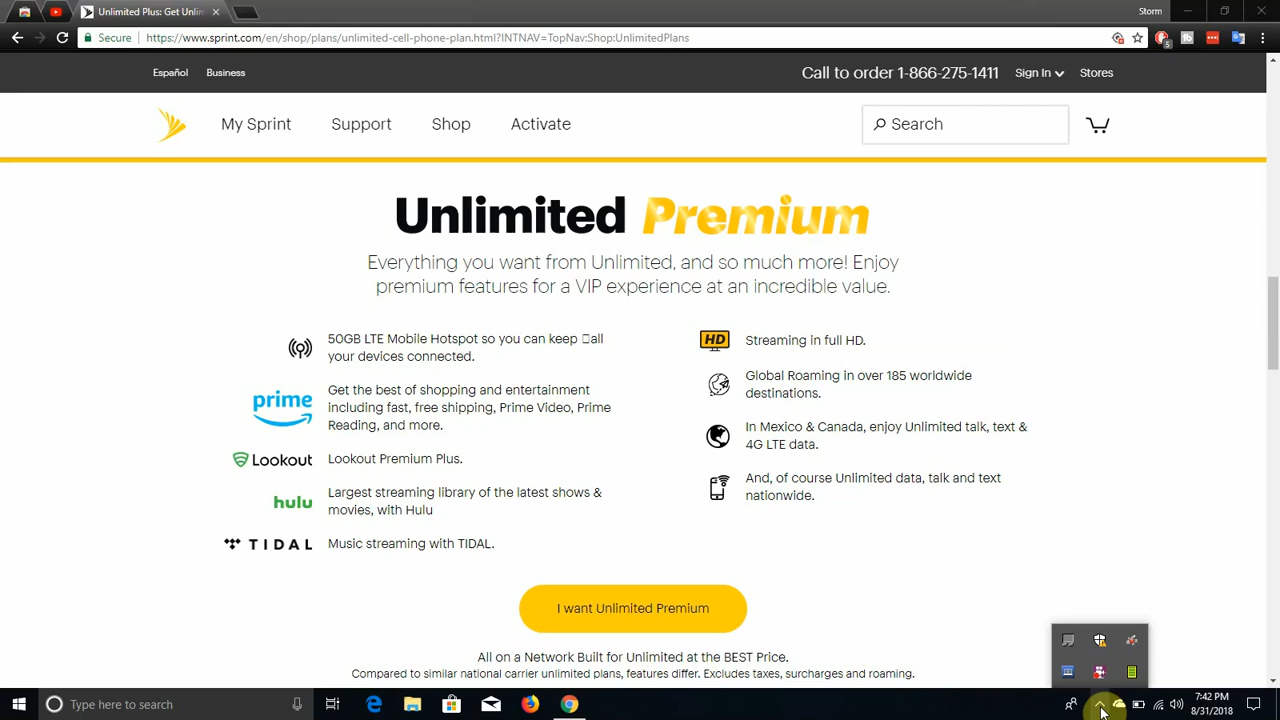 Unlimited Plus: Get Unlim
Storm
Secure
https://www.sprint.com/en/shop/plans/unlimited-cell-phone-plan.html?INTNAV=TopNav:Shop:UnlimitedPlans
5
Español Business
Call to order 1-866-275-1411 Sign In Stores
My Sprint Support Shop Activate
Search
Unlimited Premium
Everything you want from Unlimited, and so much more! Enjoy
premium features for a VIP experience at an incredible value.
50GB LTE Mobile Hotspot so you can keep □all
your devices connected.
prime
Get the best of shopping and entertainment
including fast, free shipping, Prime Video, Prime
Reading, and more.
Lookout
Lookout Premium Plus.
hulu
Largest streaming library of the latest shows &
movies, with Hulu
TIDAL
Music streaming with TIDAL.
HD
Streaming in full HD.
Global Roaming in over 185 worldwide
destinations.
In Mexico & Canada, enjoy Unlimited talk, text &
4G LTE data.
And, of course Unlimited data, talk and text
nationwide.
I want Unlimited Premium
All on a Network Built for Unlimited at the BEST Price.
Compared to similar national carrier unlimited plans, features differ. Excludes taxes, surcharges and roaming.
Type here to search
7:42 PM
8/31/2018